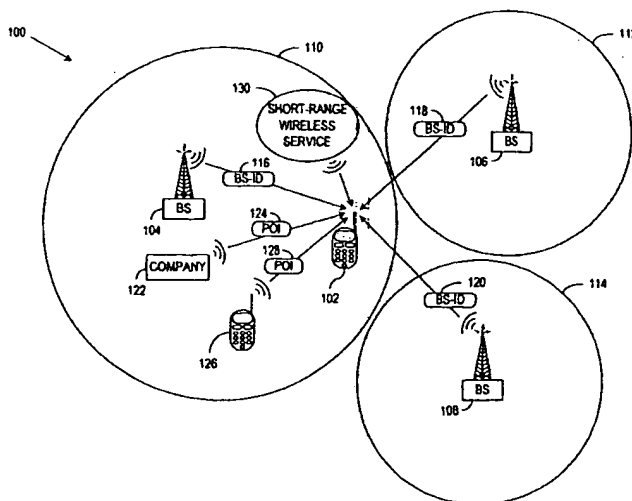 100
110
130
SHORT-RANGE
WIRELESS
SERVICE
118
BS-ID
BS
106
116
BS-ID
BS
104
124
POI
COMPANY
122
128
POI
102
126
120
BS-ID
114
BS
108